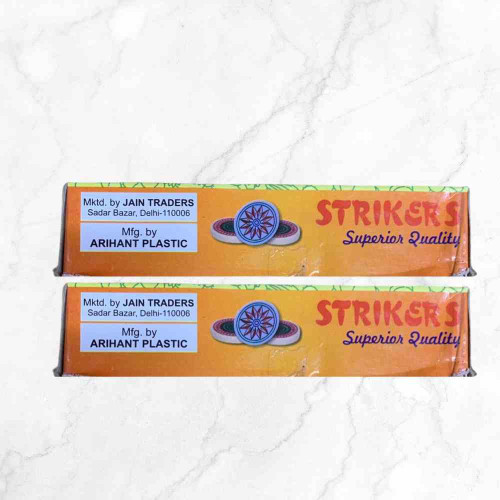 Mktd. by JAIN TRADERS
Sadar Bazar, Delhi-110006
Mfg. by
ARIHANT PLASTIC
STRIKERS
Superior Quality
Mktd. by JAIN TRADERS
Sadar Bazar, Delhi-110006
Mfg. by
ARIHANT PLASTIC
STRIKERS
Superior Quality